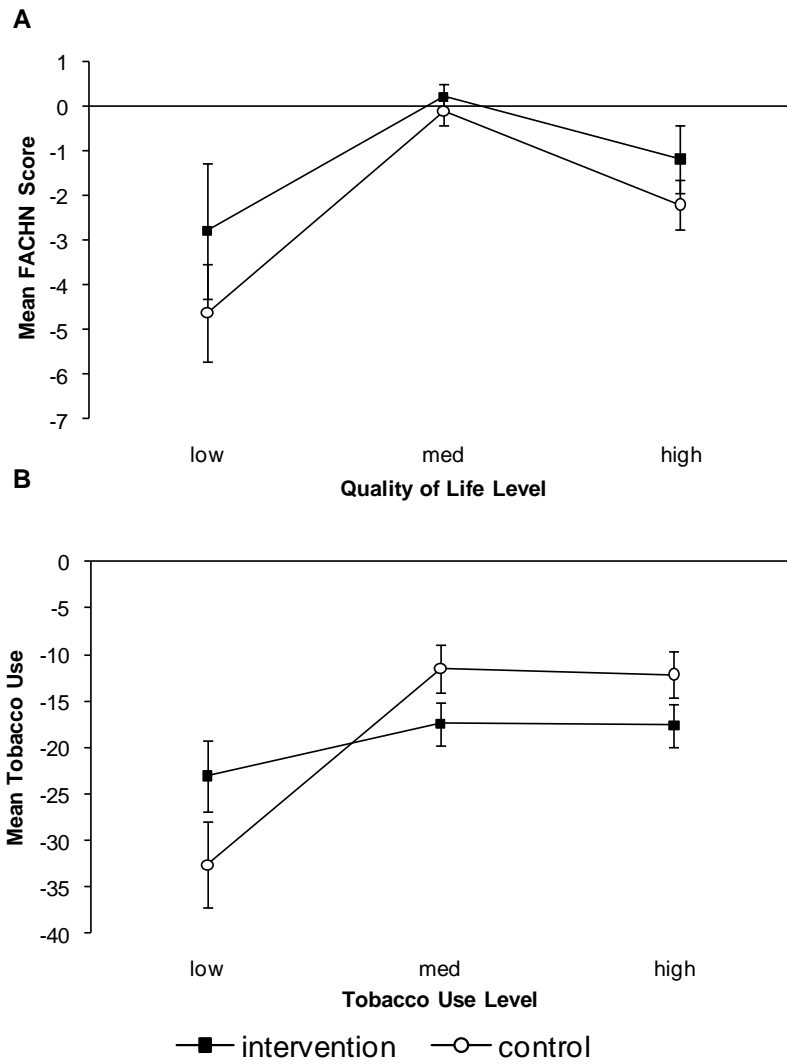 A
1
0
-1
-2
-3
-4
-5
-6
-7
Mean FACHN Score
low med high
Quality of Life Level
B
0
-5
-10
-15
-20
-25
-30
-35
-40
Mean Tobacco Use
low med high
Tobacco Use Level
intervention control